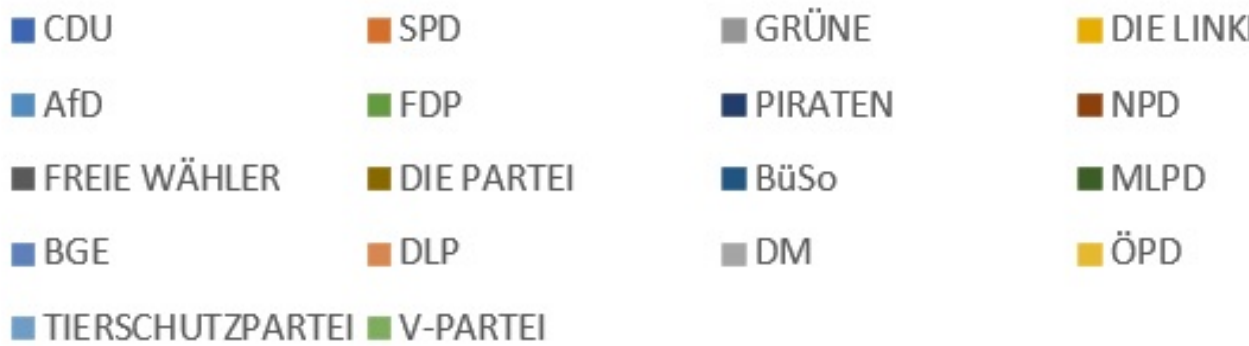 CDU SPD GRÜNE DIE LINK
AfD FDP PIRATEN NPD
FREIE WÄHLER DIE PARTEI BüSo MLPD
BGE DLP DM ÖPD
TIERSCHUTZPARTEI V-PARTEI